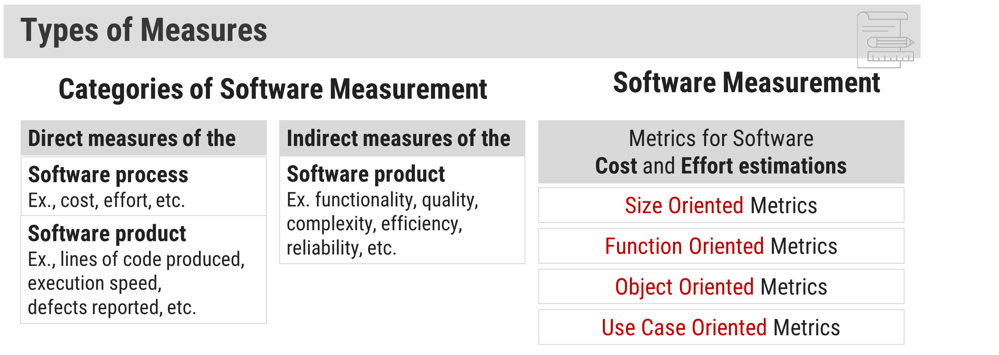 Types of Measures
Categories of Software Measurement
Direct measures of the
Software process
Ex., cost, effort, etc.
Software product
Ex., lines of code produced,
execution speed,
defects reported, etc.
Indirect measures of the
Software product
Ex. functionality, quality,
complexity, efficiency,
reliability, etc.
Software Measurement
Metrics for Software
Cost and Effort estimations
Size Oriented Metrics
Function Oriented Metrics
Object Oriented Metrics
Use Case Oriented Metrics